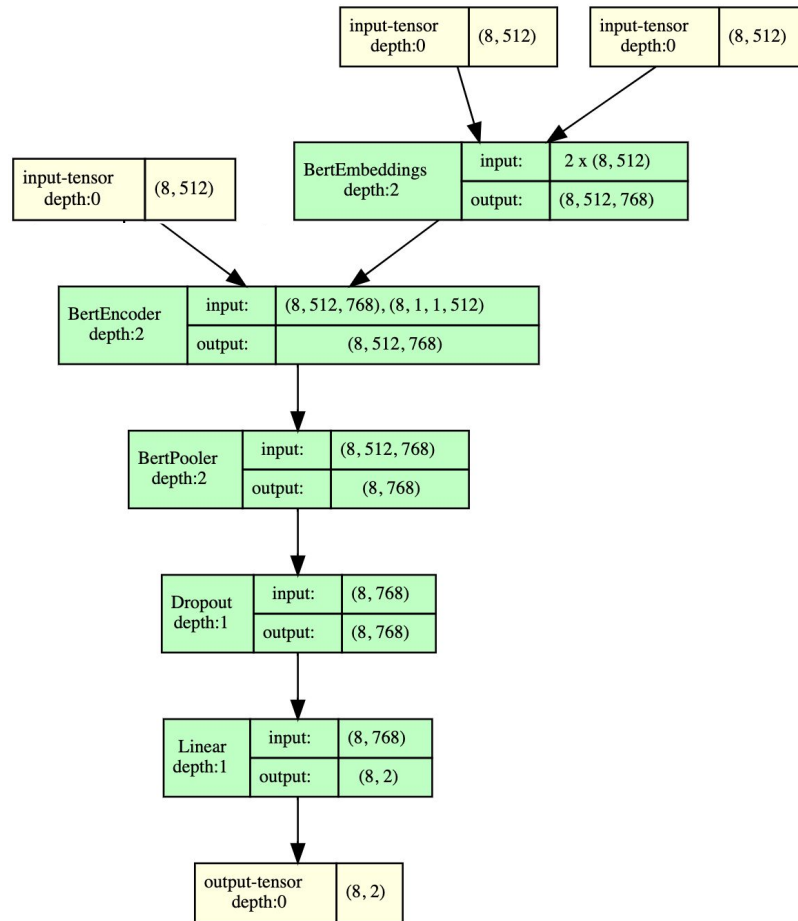 input-tensor
depth:0
(8, 512)
input-tensor
depth:0
(8, 512)
BertEmbeddings
depth:2
input:
2 x (8, 512)
output:
(8, 512, 768)
input-tensor
depth:0
(8, 512)
BertEncoder
depth:2
input:
(8, 512, 768), (8, 1, 1, 512)
output:
(8, 512, 768)
BertPooler
depth:2
input:
(8, 512, 768)
output:
(8, 768)
Dropout
depth:1
input:
(8, 768)
output:
(8, 768)
Linear
depth:1
input:
(8, 768)
output:
(8, 2)
output-tensor
depth:0
(8, 2)